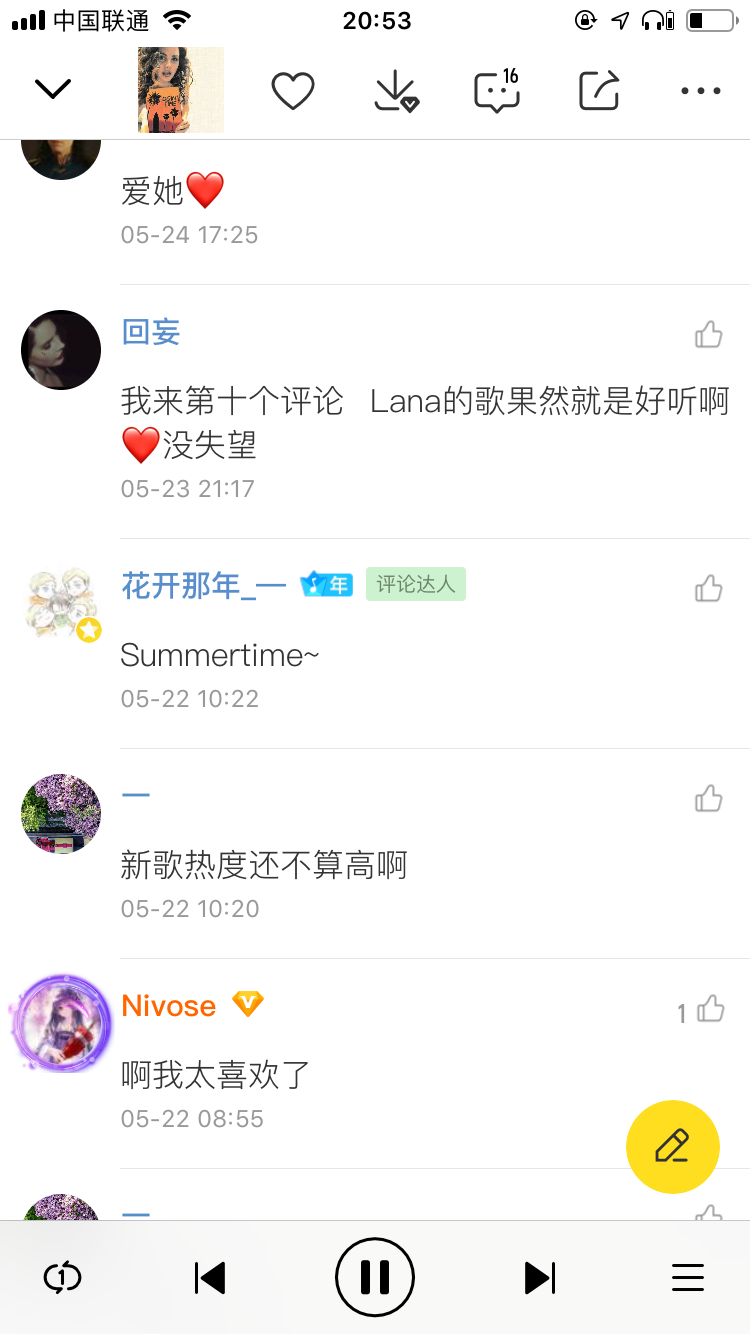 中国联通
20:53
16
爱她❤️
05-24 17:25
回妄
我来第十个评论 Lana的歌果然就是好听啊
❤️没失望
05-23 21:17
花开那年_一 年 评论达人
Summertime~
05-22 10:22
一
新歌热度还不算高啊
05-22 10:20
Nivose
1
啊我太喜欢了
05-22 08:55
一
1